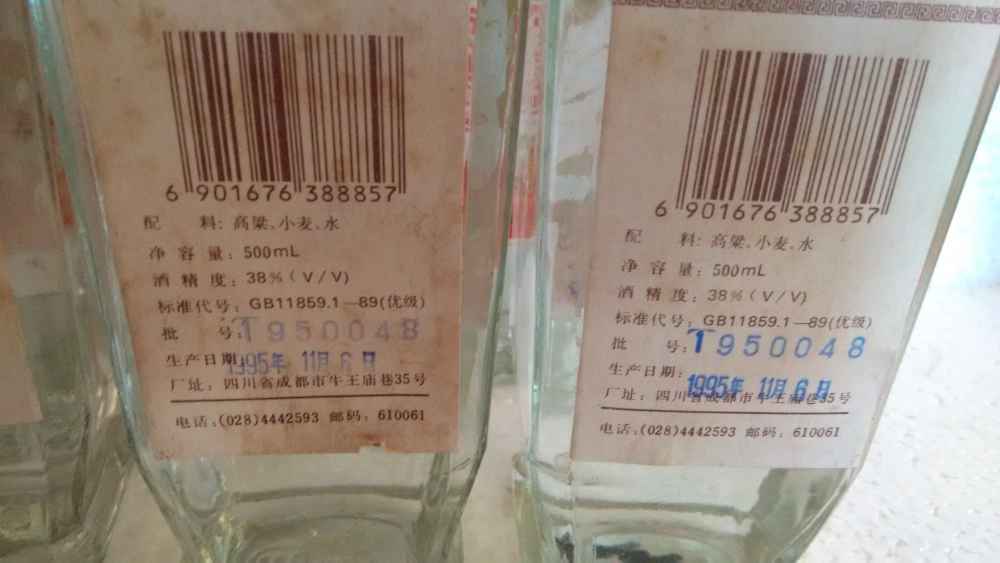 6 901676 388857
配 料: 高粱、小麦、水
净 容 量: 500mL
酒 精 度: 38%(V/V)
标准代号: GB11859.1—89(优级)
批 号: T950048
生产日期: 1995年 11月 6日
厂址: 四川省成都市牛王庙巷35号
电话:(028)4442593 邮码: 610061
6 901676 388857
配 料: 高粱、小麦、水
净 容 量: 500mL
酒 精 度: 38%(V/V)
标准代号: GB11859.1—89(优级)
批 号: T950048
生产日期: 1995年 11月 6日
厂址: 四川省成都市牛王庙巷35号
电话:(028)4442593 邮码: 610061